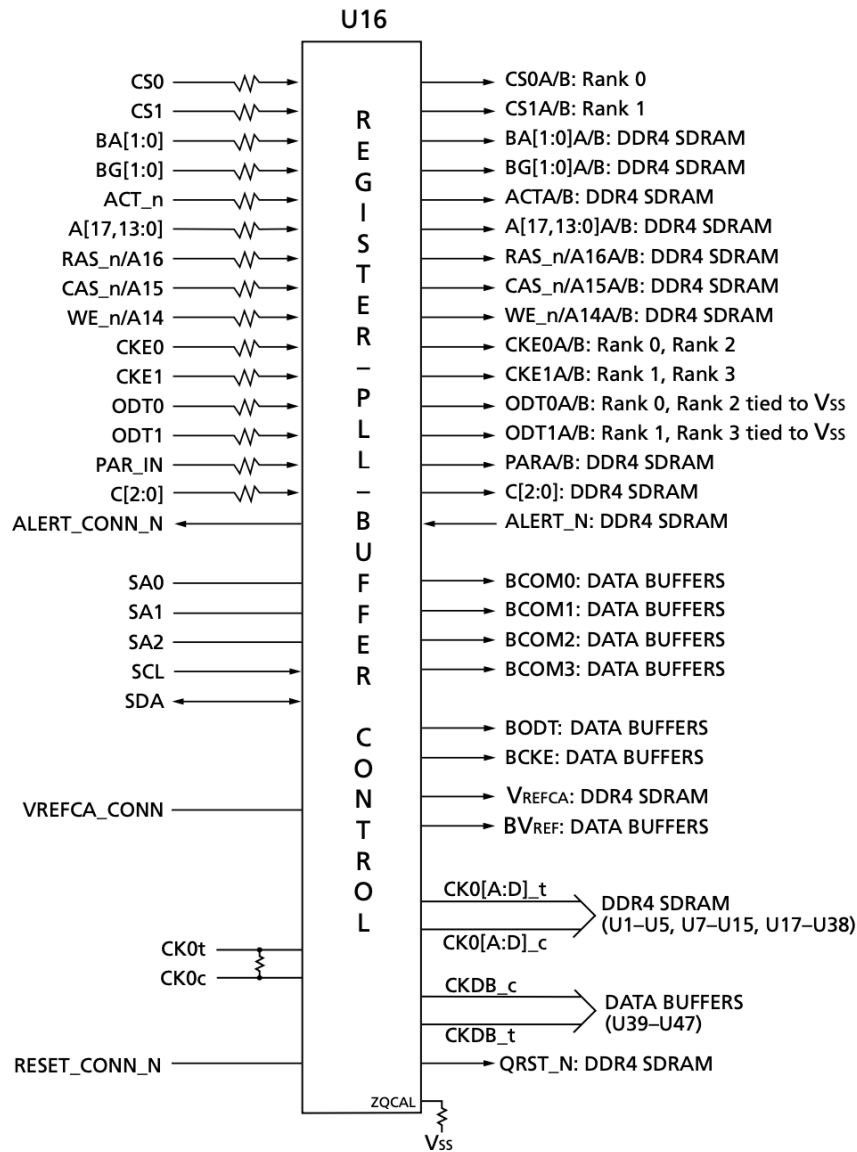 U16
CS0
CS1
BA[1:0]
BG[1:0]
ACT_n
A[17,13:0]
RAS_n/A16
CAS_n/A15
WE_n/A14
CKE0
CKE1
ODT0
ODT1
PAR_IN
C[2:0]
ALERT_CONN_N
SA0
SA1
SA2
SCL
SDA
VREFCA_CONN
CK0t
CK0c
RESET_CONN_N
REGISTER–PLL–BUFFER CONTROL
ZQCAL
CS0A/B: Rank 0
CS1A/B: Rank 1
BA[1:0]A/B: DDR4 SDRAM
BG[1:0]A/B: DDR4 SDRAM
ACTA/B: DDR4 SDRAM
A[17,13:0]A/B: DDR4 SDRAM
RAS_n/A16A/B: DDR4 SDRAM
CAS_n/A15A/B: DDR4 SDRAM
WE_n/A14A/B: DDR4 SDRAM
CKE0A/B: Rank 0, Rank 2
CKE1A/B: Rank 1, Rank 3
ODT0A/B: Rank 0, Rank 2 tied to VSS
ODT1A/B: Rank 1, Rank 3 tied to VSS
PARA/B: DDR4 SDRAM
C[2:0]: DDR4 SDRAM
ALERT_N: DDR4 SDRAM
BCOM0: DATA BUFFERS
BCOM1: DATA BUFFERS
BCOM2: DATA BUFFERS
BCOM3: DATA BUFFERS
BODT: DATA BUFFERS
BCKE: DATA BUFFERS
VREFCA: DDR4 SDRAM
BVREF: DATA BUFFERS
CK0[A:D]_t
DDR4 SDRAM
(U1–U5, U7–U15, U17–U38)
CK0[A:D]_c
CKDB_c
DATA BUFFERS
(U39–U47)
CKDB_t
QRST_N: DDR4 SDRAM
VSS